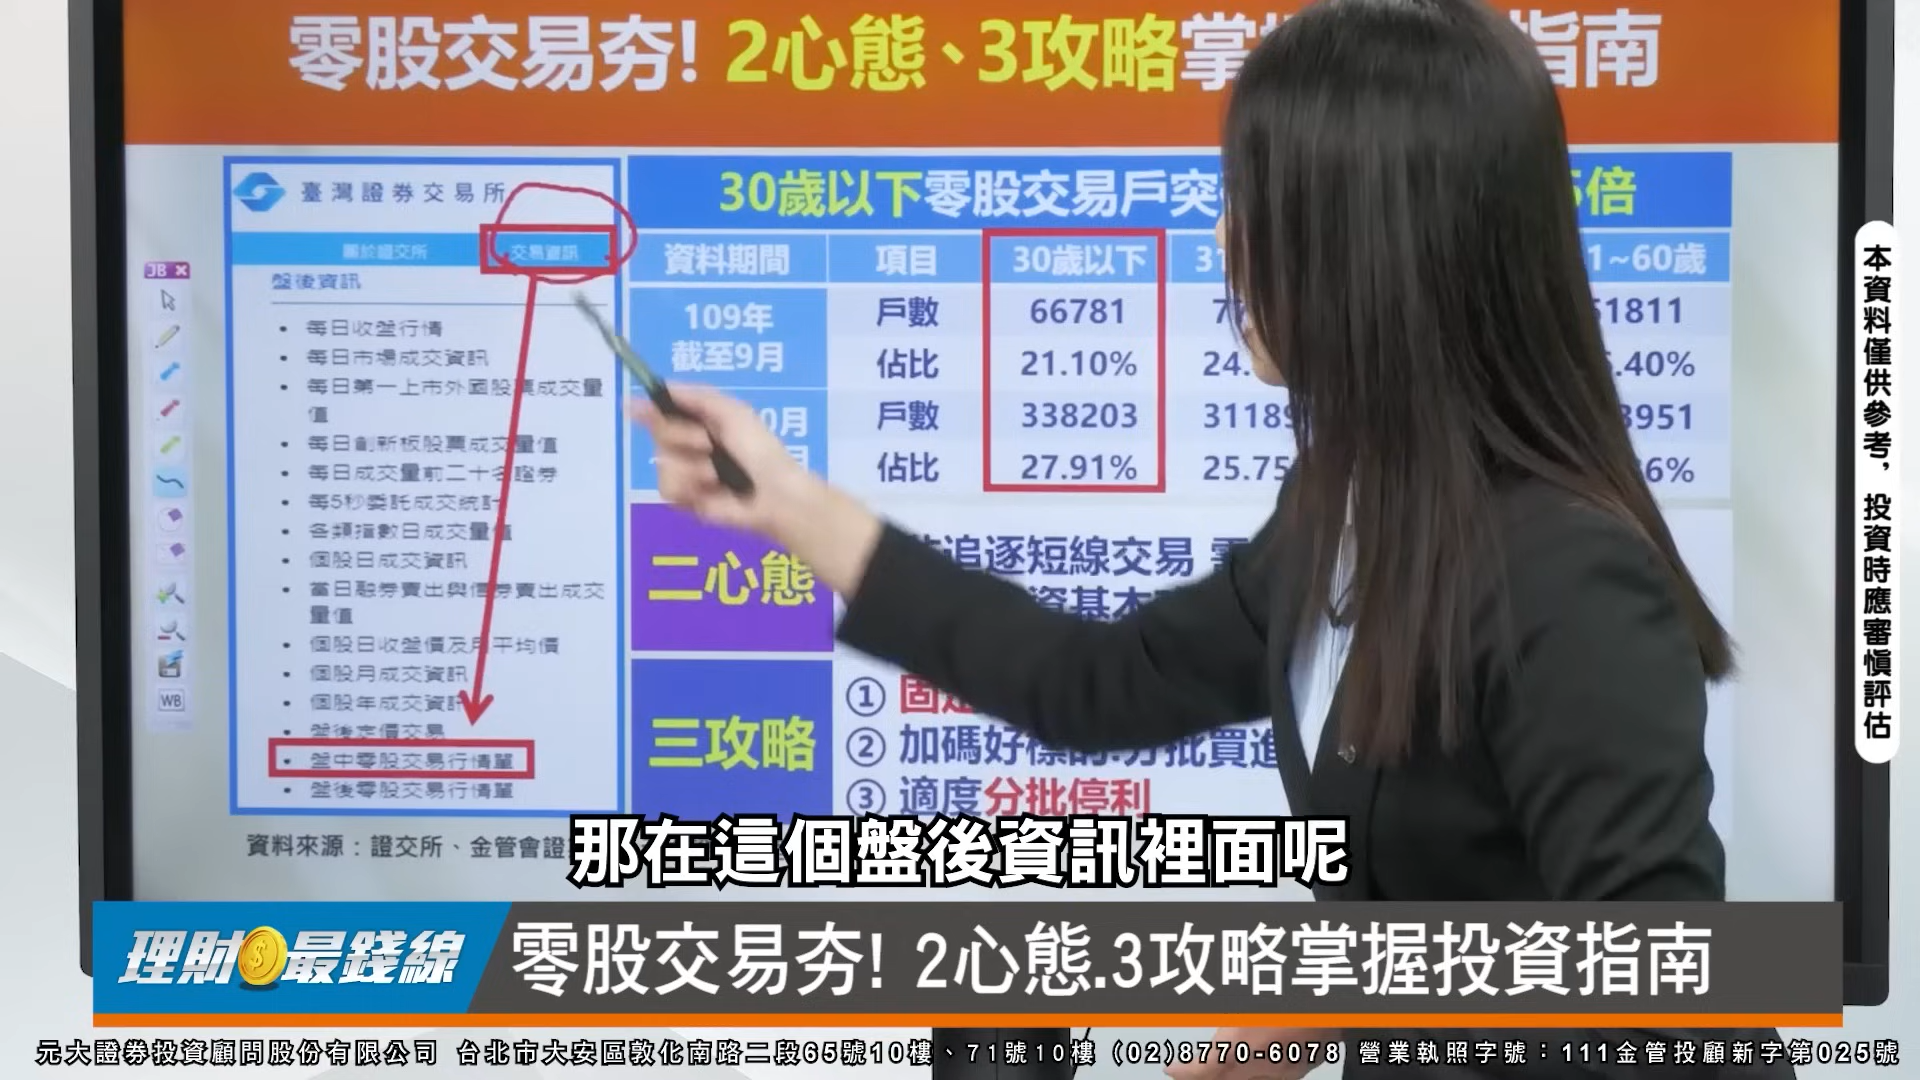 零股交易夯! 2心態、3攻略掌 指南
臺灣證券交易所
關於證交所 交易資訊
盤後資訊
• 每日收盤行情
• 每日市場成交資訊
• 每日第一上市外國股票成交量
值
• 每日創新板股票成交量值
• 每日成交量前二十名證券
• 每5秒委託成交統計
• 各類指數日成交量值
• 個股日成交資訊
• 當日融券賣出與借券賣出成交
量值
• 個股日收盤價及月平均價
• 個股月成交資訊
• 個股年成交資訊
• 盤後定價交易
• 盤中零股交易行情單
• 盤後零股交易行情單
資料來源：證交所、金管會證
JB
WB
30歲以下零股交易戶突 倍
資料期間 項目 30歲以下 1~60歲
109年
截至9月
戶數 66781 1811
佔比 21.10% 24. .40%
0月
戶數 338203 3118 3951
佔比 27.91% 25.75 6%
二心態
追逐短線交易 零
資基本
三攻略
① 固定
② 加碼好標的:分批買進
③ 適度分批停利
那在這個盤後資訊裡面呢
理財最錢線
零股交易夯! 2心態.3攻略掌握投資指南
本資料僅供參考，投資時應審慎評估
元大證券投資顧問股份有限公司 台北市大安區敦化南路二段65號10樓、71號10樓 (02)8770-6078 營業執照字號：111金管投顧新字第025號